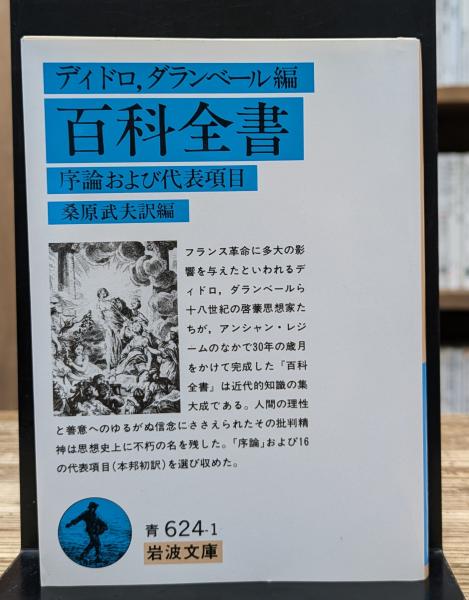 ディドロ，ダランベール編
百科全書
序論および代表項目
桑原武夫訳編
フランス革命に多大の影
響を与えたといわれるデ
ィドロ，ダランベールら
十八世紀の啓蒙思想家た
ちが，アンシャン・レジ
ームのなかで30年の歳月
をかけて完成した『百科
全書』は近代的知識の集
大成である。人間の理性
と善意へのゆるがぬ信念にささえられたその批判精
神は思想史上に不朽の名を残した。「序論」および16
の代表項目（本邦初訳）を選び収めた。
青 624-1
岩波文庫